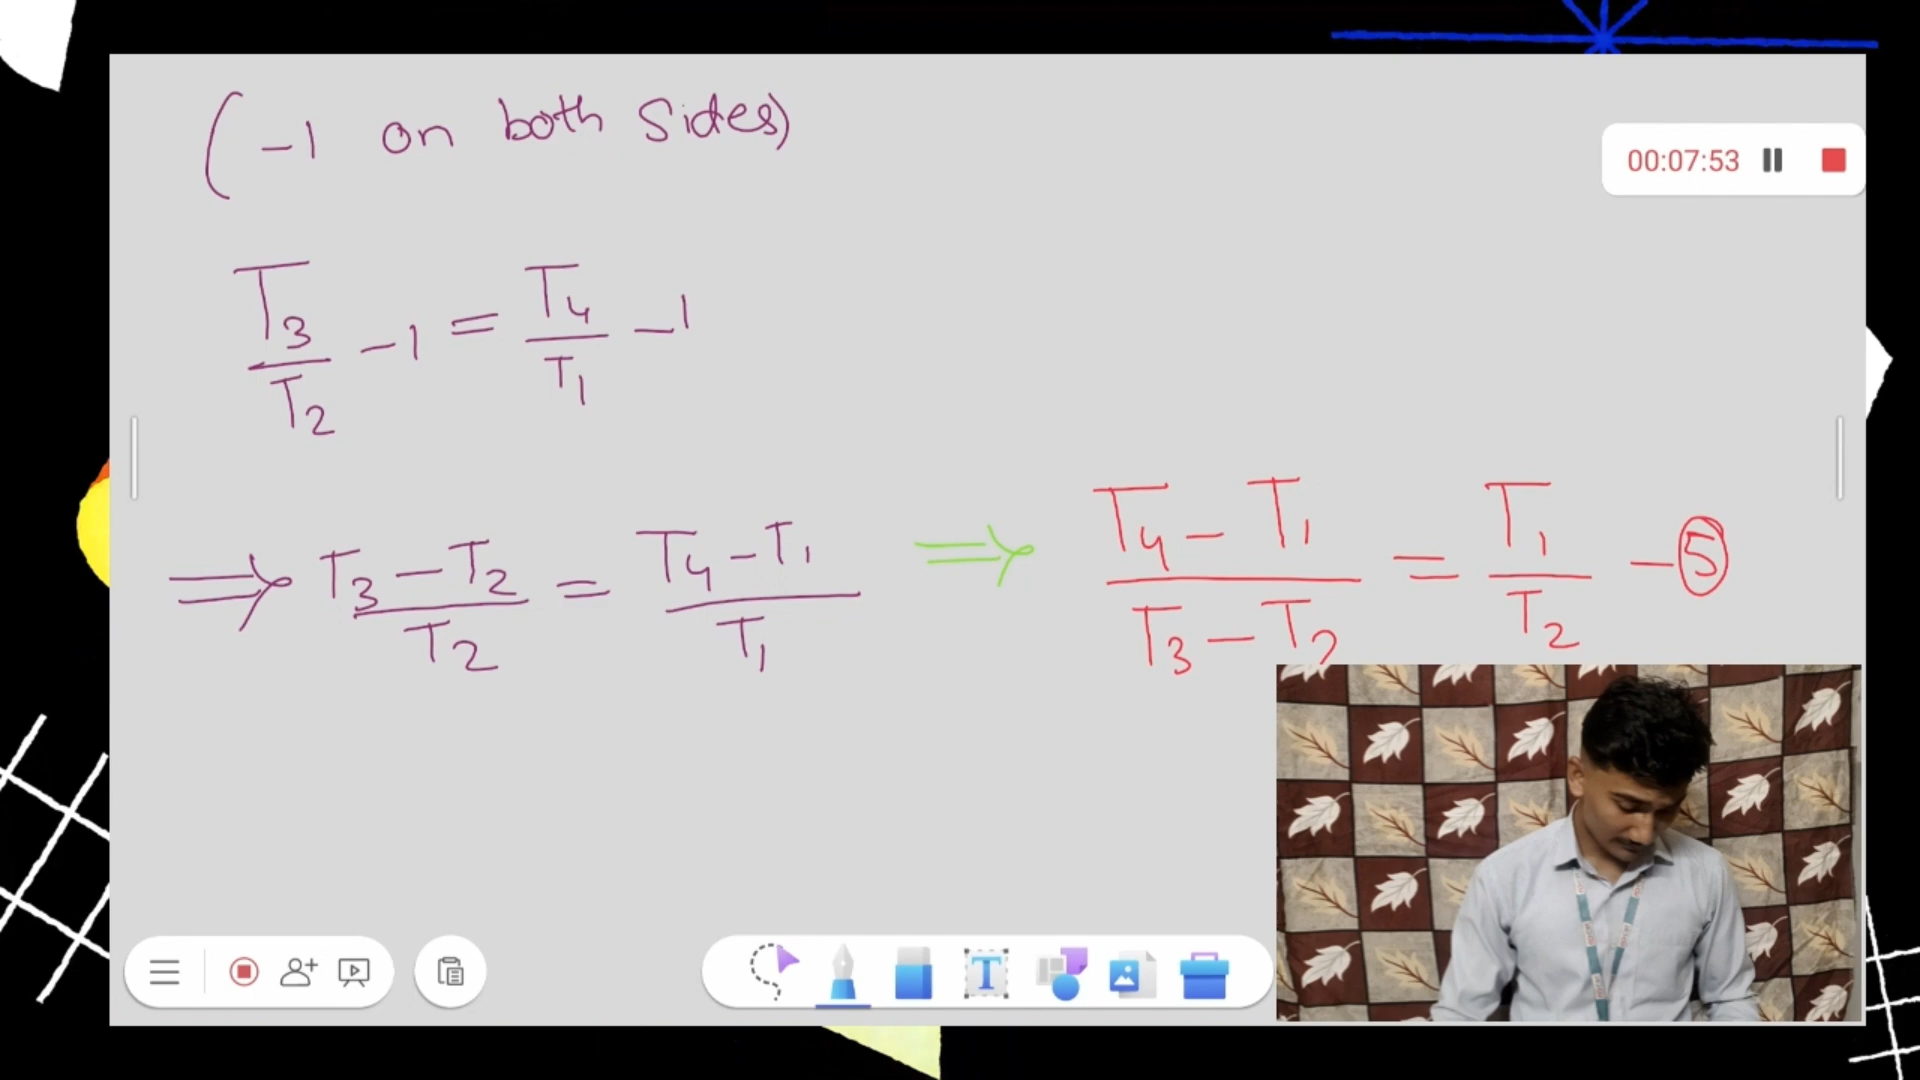 (-1 on both sides)
00:07:53
T₃/T₂ - 1 = T₄/T₁ - 1
⇒ (T₃ - T₂)/T₂ = (T₄ - T₁)/T₁ ⇒ (T₄ - T₁)/(T₃ - T₂) = T₁/T₂ - ⑤
T